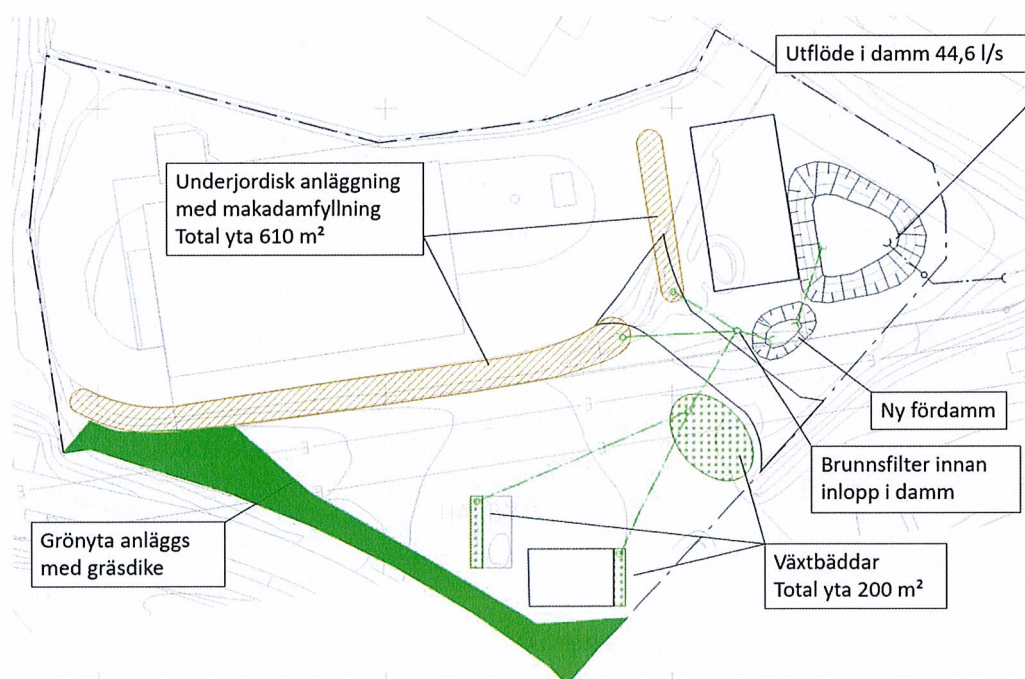 Utflöde i damm 44,6 l/s
Underjordisk anläggning
med makadamfyllning
Total yta 610 m²
Ny fördamm
Brunnsfilter innan
inlopp i damm
Grönyta anläggs
med gräsdike
Växtbäddar
Total yta 200 m²